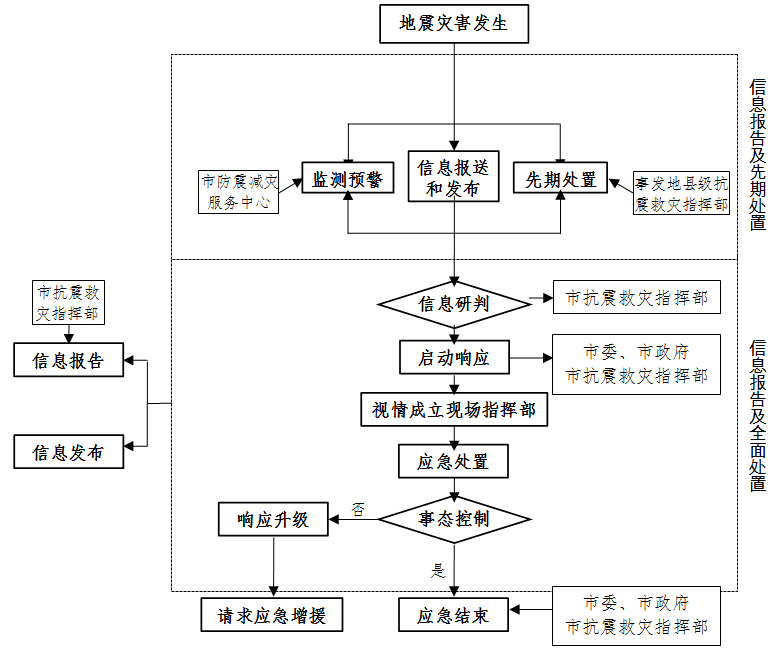 地震灾害发生
信息报告及先期处置
监测预警
信息报送
和发布
先期处置
市防震减灾
服务中心
事发地县级抗
震救灾指挥部
信息研判
市抗震救灾指挥部
市抗震救
灾指挥部
信息报告
信息发布
启动响应
市委、市政府
市抗震救灾指挥部
信息报告及全面处置
视情成立现场指挥部
应急处置
事态控制
否
响应升级
是
请求应急增援
应急结束
市委、市政府
市抗震救灾指挥部